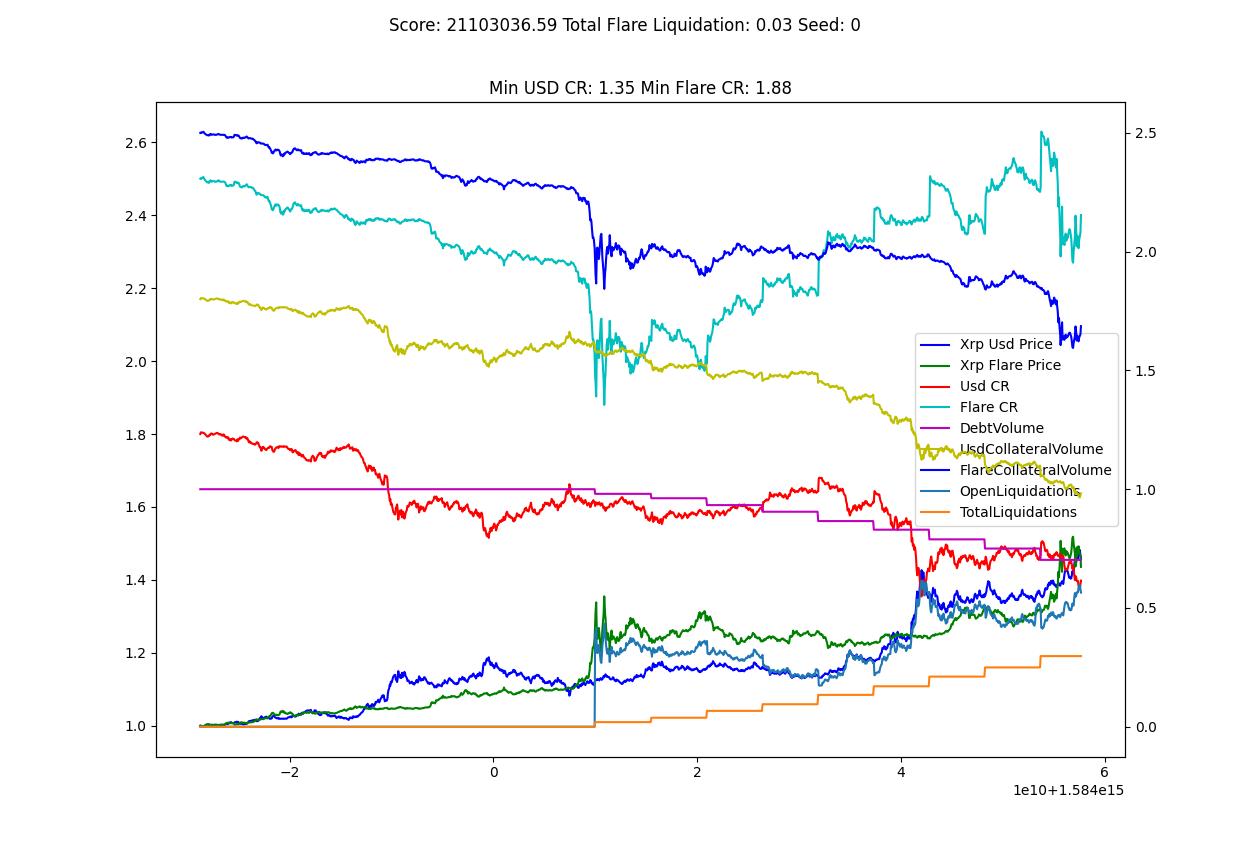 Score: 21103036.59 Total Flare Liquidation: 0.03 Seed: 0
Min USD CR: 1.35 Min Flare CR: 1.88
2.6
2.4
2.2
2.0
1.8
1.6
1.4
1.2
1.0
2.5
2.0
1.5
1.0
0.5
0.0
Xrp Usd Price
Xrp Flare Price
Usd CR
Flare CR
DebtVolume
UsdCollateralVolume
FlareCollateralVolume
OpenLiquidations
TotalLiquidations
−2 0 2 4 6
1e10+1.584e15